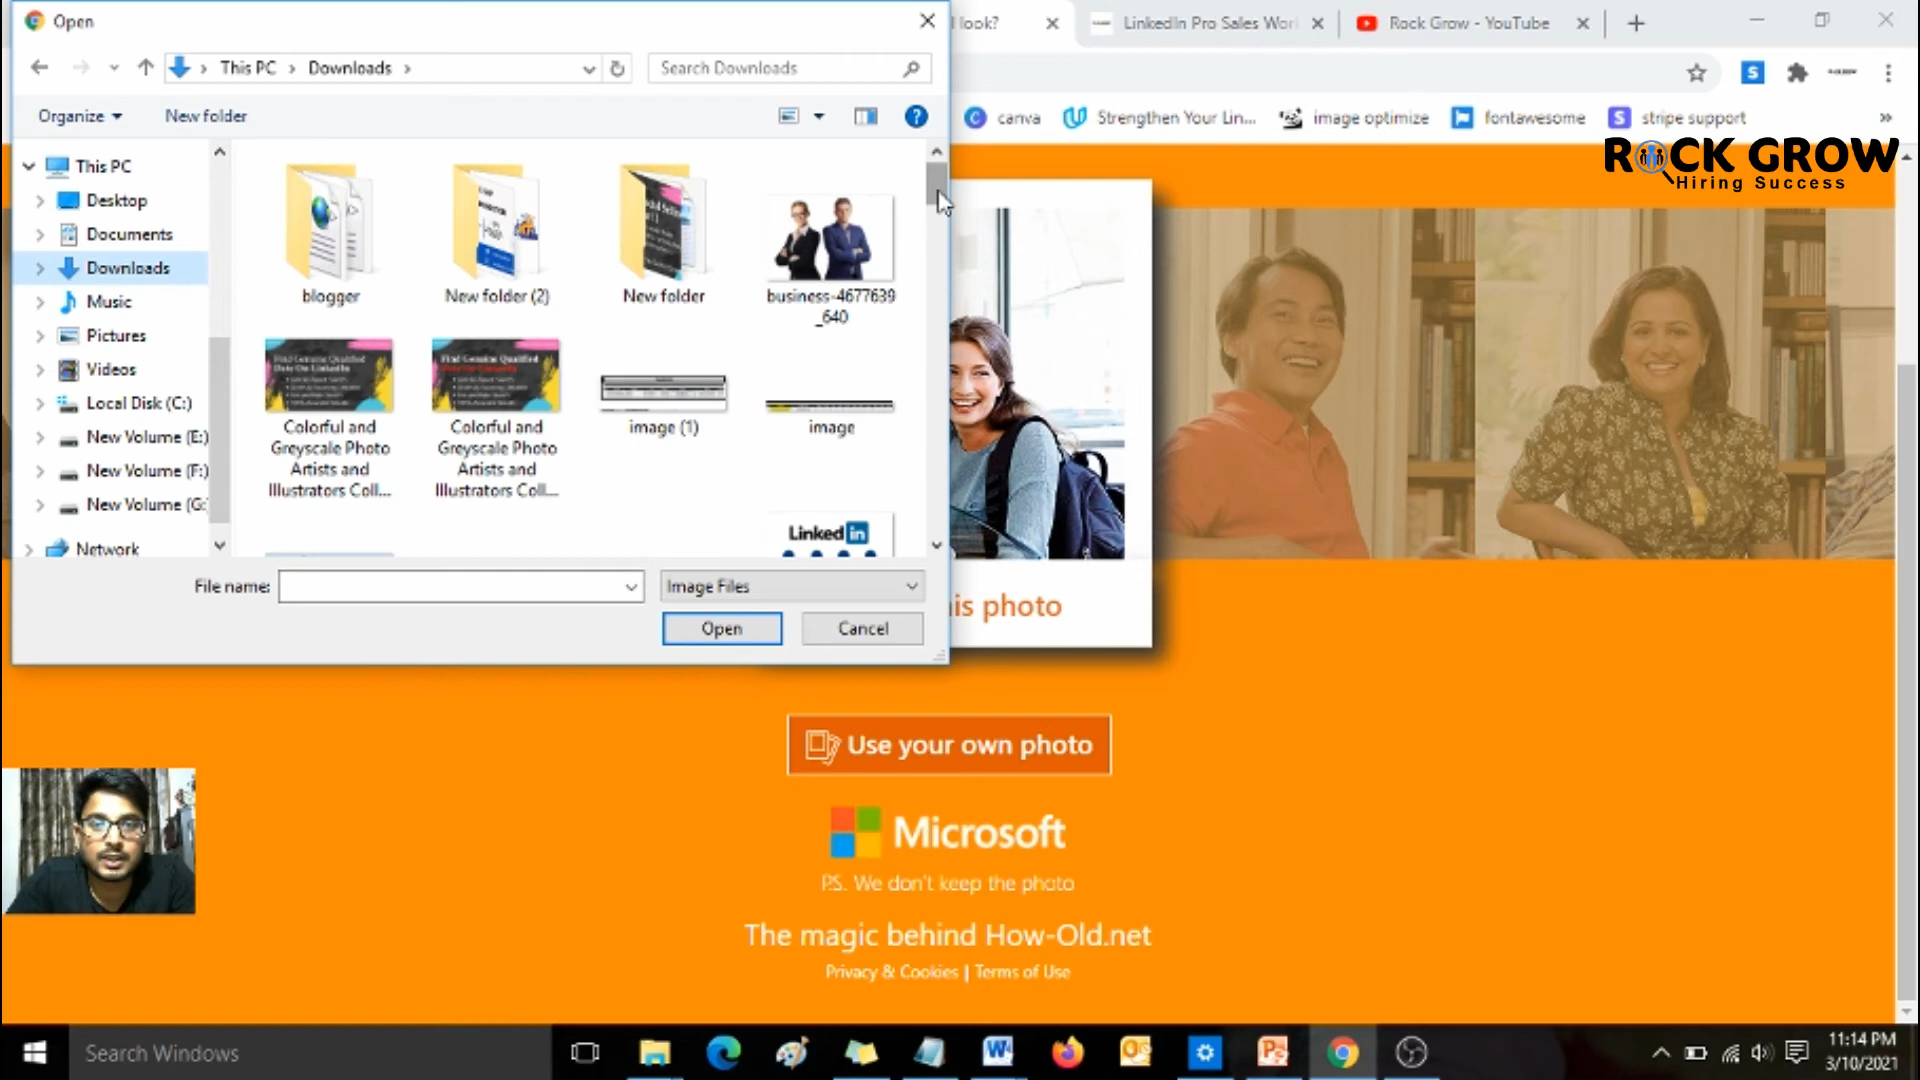 Open
look?
LinkedIn Pro Sales Wor
Rock Grow - YouTube
This PC
Downloads
Search Downloads
S
Organize
New folder
?
canva
Strengthen Your Lin...
image optimize
fontawesome
stripe support
»
ROCK GROW
Hiring Success
This PC
Desktop
Documents
Downloads
Music
Pictures
Videos
Local Disk (C:)
New Volume (E:)
New Volume (F:)
New Volume (G:
Network
blogger
New folder (2)
New folder
business-4677639
_640
Find Genuine Qualified
Find Genuine Qualified
Colorful and
Greyscale Photo
Artists and
Illustrators Coll...
Colorful and
Greyscale Photo
Artists and
Illustrators Coll...
image (1)
image
Linked in
File name:
Image Files
Open
Cancel
is photo
Use your own photo
Microsoft
P.S. We don't keep the photo
The magic behind How-Old.net
Privacy & Cookies | Terms of Use
Search Windows
11:14 PM
3/10/2021